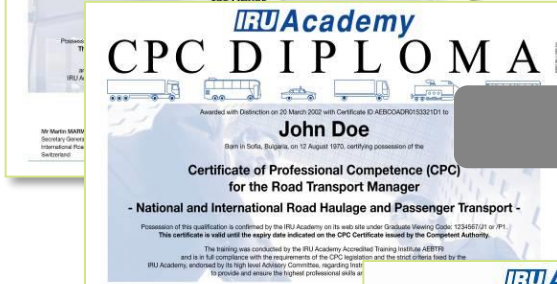 Possess
Th
IRU A
Mr Martin MARM
Secretary Genera
International Roa
Switzerland
IRU Academy
CPC DIPLOMA
Awarded with Distinction on 20 March 2002 with Certificate ID AEBCOADR0153321D1 to
John Doe
Born in Sofia, Bulgaria, on 12 August 1970, certifying possession of the
Certificate of Professional Competence (CPC)
for the Road Transport Manager
- National and International Road Haulage and Passenger Transport -
Possession of this qualification is confirmed by the IRU Academy on its web site under Graduate Viewing Code: 1234567/J1 or /P1.
This certificate is valid until the expiry date indicated on the CPC Certificate issued by the Competent Authority.
The training was conducted by the IRU Academy Accredited Training Institute AEBTRI
and is in full compliance with the requirements of the CPC legislation and the strict criteria fixed by the
IRU Academy, endorsed by its high level Advisory Committee, regarding Instr
to provide and ensure the highest professional skills an
IRU A